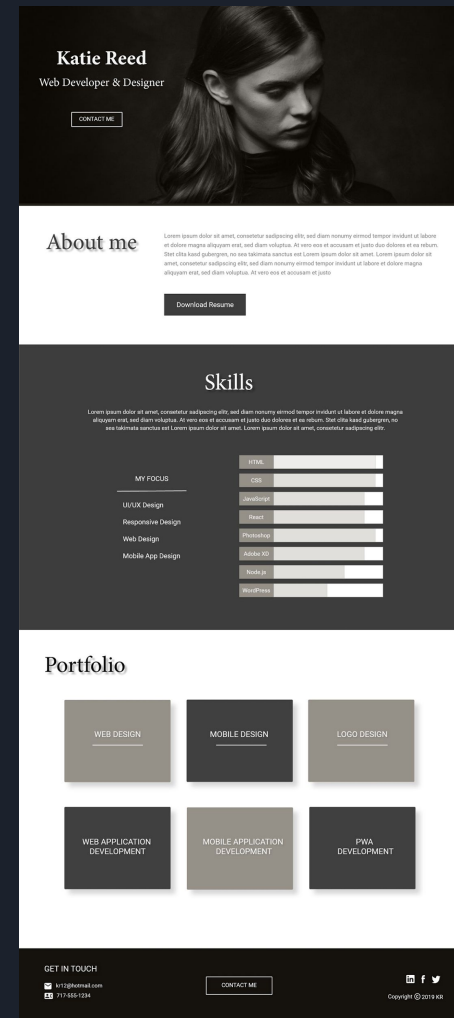 Katie Reed
Web Developer & Designer
CONTACT ME
About me
Lorem ipsum dolor sit amet, consetetur sadipscing elitr, sed diam nonumy eirmod tempor invidunt ut labore
et dolore magna aliquyam erat, sed diam voluptua. At vero eos et accusam et justo duo dolores et ea rebum.
Stet clita kasd gubergren, no sea takimata sanctus est Lorem ipsum dolor sit amet. Lorem ipsum dolor sit
amet, consetetur sadipscing elitr, sed diam nonumy eirmod tempor invidunt ut labore et dolore magna
aliquyam erat, sed diam voluptua. At vero eos et accusam et justo
Download Resume
Skills
Lorem ipsum dolor sit amet, consetetur sadipscing elitr, sed diam nonumy eirmod tempor invidunt ut labore et dolore magna
aliquyam erat, sed diam voluptua. At vero eos et accusam et justo duo dolores et ea rebum. Stet clita kasd gubergren, no
sea takimata sanctus est Lorem ipsum dolor sit amet. Lorem ipsum dolor sit amet, consetetur sadipscing elitr.
MY FOCUS
UI/UX Design
Responsive Design
Web Design
Mobile App Design
HTML
CSS
JavaScript
React
Photoshop
Adobe XD
Node.js
WordPress
Portfolio
WEB DESIGN
MOBILE DESIGN
LOGO DESIGN
WEB APPLICATION
DEVELOPMENT
MOBILE APPLICATION
DEVELOPMENT
PWA
DEVELOPMENT
GET IN TOUCH
kr12@hotmail.com
717-555-1234
CONTACT ME
Copyright © 2019 KR